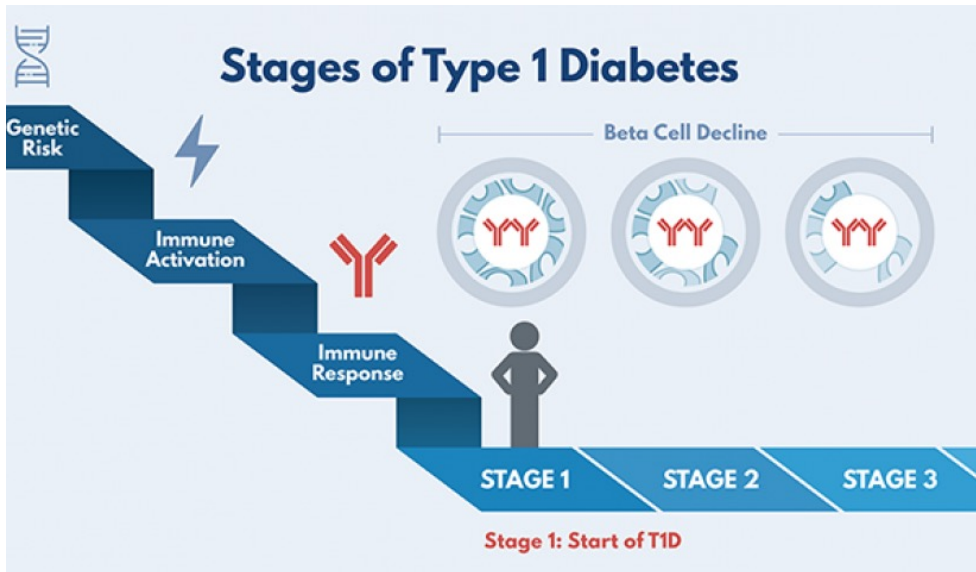 Stages of Type 1 Diabetes
Genetic
Risk
Beta Cell Decline
Immune
Activation
Immune
Response
STAGE 1
STAGE 2
STAGE 3
Stage 1: Start of T1D